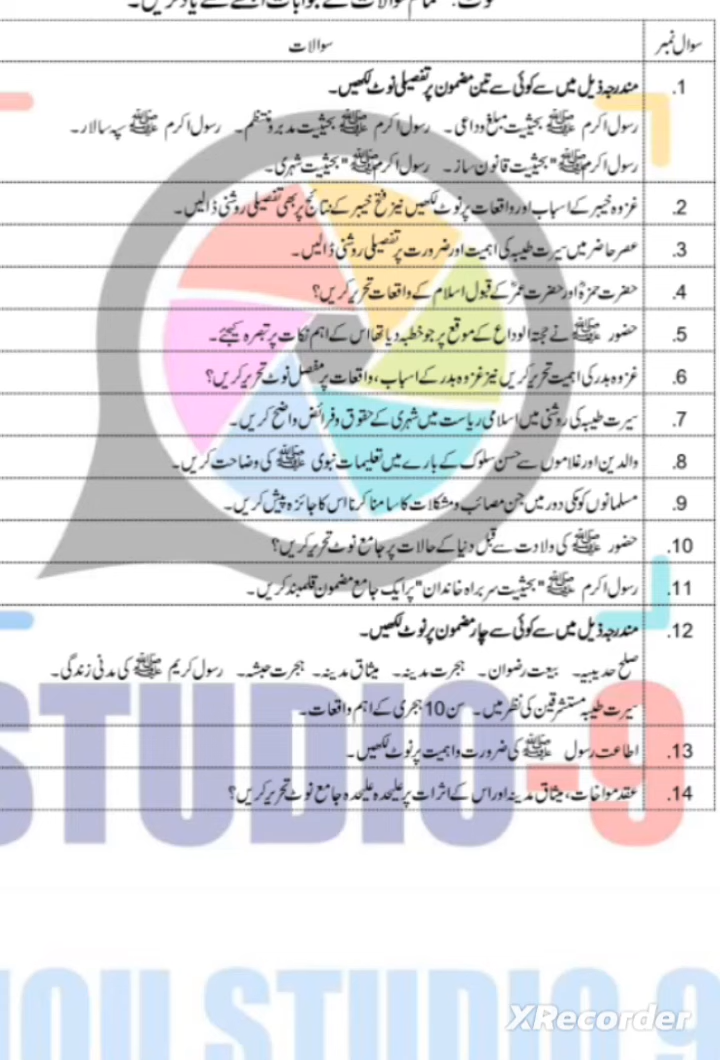 نوٹ: تمام سوالات کے جوابات اچھے سے یاد کریں۔
سوال نمبر سوالات
1. مندرجہ ذیل میں سے کوئی سے تین مضمون پر تفصیلی نوٹ لکھیں۔
رسول اکرم ﷺ بحیثیت مبلغ و داعی۔ رسول اکرم ﷺ بحیثیت مدبر و منتظم۔ رسول اکرم ﷺ سپہ سالار۔
رسول اکرم ﷺ "بحیثیت قانون ساز۔ رسول اکرم ﷺ "بحیثیت شہری۔
2. غزوہ خیبر کے اسباب اور واقعات پر نوٹ لکھیں نیز فتح خیبر کے نتائج پر بھی تفصیلی روشنی ڈالیں۔
3. عصر حاضر میں سیرت طیبہ کی اہمیت اور ضرورت پر تفصیلی روشنی ڈالیں۔
4. حضرت حمزہؓ اور حضرت عمرؓ کے قبول اسلام کے واقعات تحریر کریں؟
5. حضور ﷺ نے حجۃ الوداع کے موقع پر جو خطبہ دیا تھا اس کے اہم نکات پر تبصرہ کیجئے۔
6. غزوہ بدر کی اہمیت تحریر کریں نیز غزوہ بدر کے اسباب، واقعات پر مفصل نوٹ تحریر کریں؟
7. سیرت طیبہ کی روشنی میں اسلامی ریاست میں شہری کے حقوق و فرائض واضح کریں۔
8. والدین اور غلاموں سے حسن سلوک کے بارے میں تعلیمات نبوی ﷺ کی وضاحت کریں۔
9. مسلمانوں کو مکی دور میں جن مصائب و مشکلات کا سامنا کرنا اس کا جائزہ پیش کریں۔
10. حضور ﷺ کی ولادت سے قبل دنیا کے حالات پر جامع نوٹ تحریر کریں؟
11. رسول اکرم ﷺ "بحیثیت سربراہ خاندان" پر ایک جامع مضمون قلمبند کریں۔
12. مندرجہ ذیل میں سے کوئی سے چار مضمون پر نوٹ لکھیں۔
صلح حدیبیہ۔ بیعت رضوان۔ ہجرت مدینہ۔ میثاق مدینہ۔ ہجرت حبشہ۔ رسول کریم ﷺ کی مدنی زندگی۔
سیرت طیبہ مستشرقین کی نظر میں۔ سن 10 ہجری کے اہم واقعات۔
13. اطاعت رسول ﷺ کی ضرورت و اہمیت پر نوٹ لکھیں۔
14. عقد مواخات، میثاق مدینہ اور اس کے اثرات پر علیحدہ علیحدہ جامع نوٹ تحریر کریں؟
STUDIO-9
STUDIO 9
XRecorder